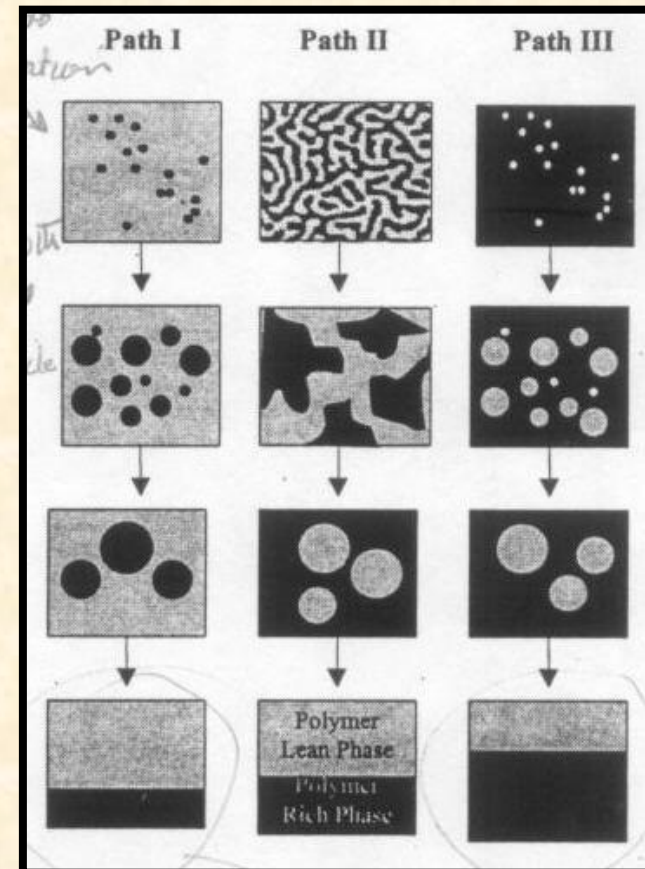 Path I
Path II
Path III
Polymer
Lean Phase
Polymer
Rich Phase